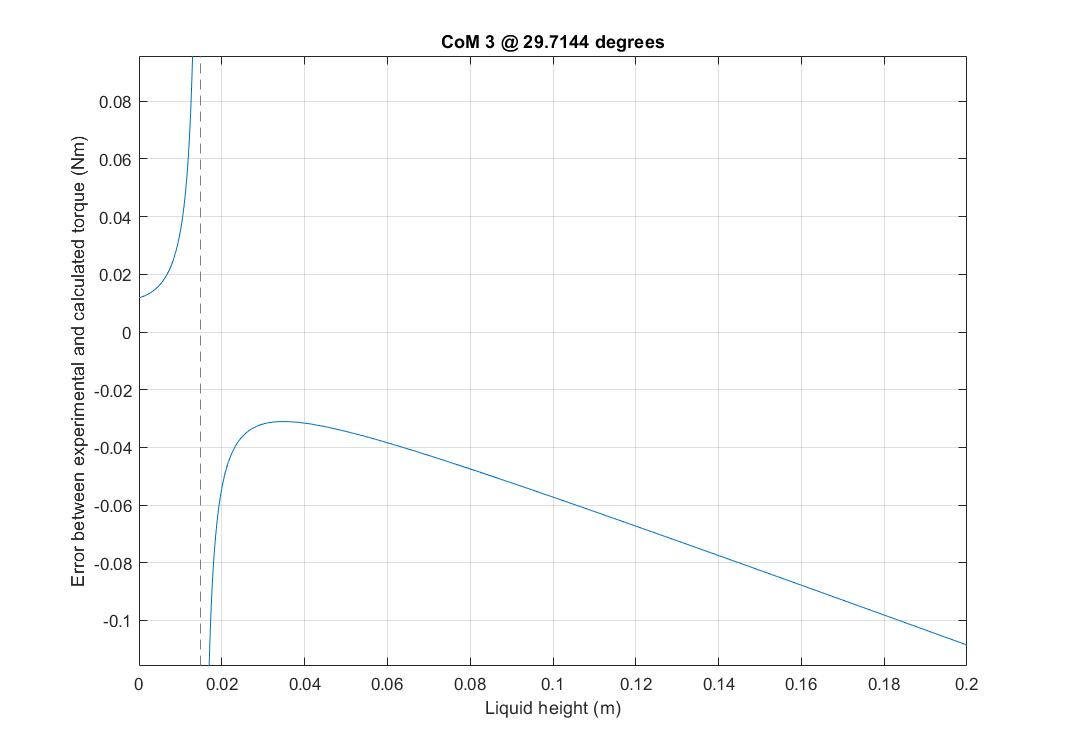 CoM 3 @ 29.7144 degrees
Error between experimental and calculated torque (Nm)
0.08
0.06
0.04
0.02
0
-0.02
-0.04
-0.06
-0.08
-0.1
0 0.02 0.04 0.06 0.08 0.1 0.12 0.14 0.16 0.18 0.2
Liquid height (m)